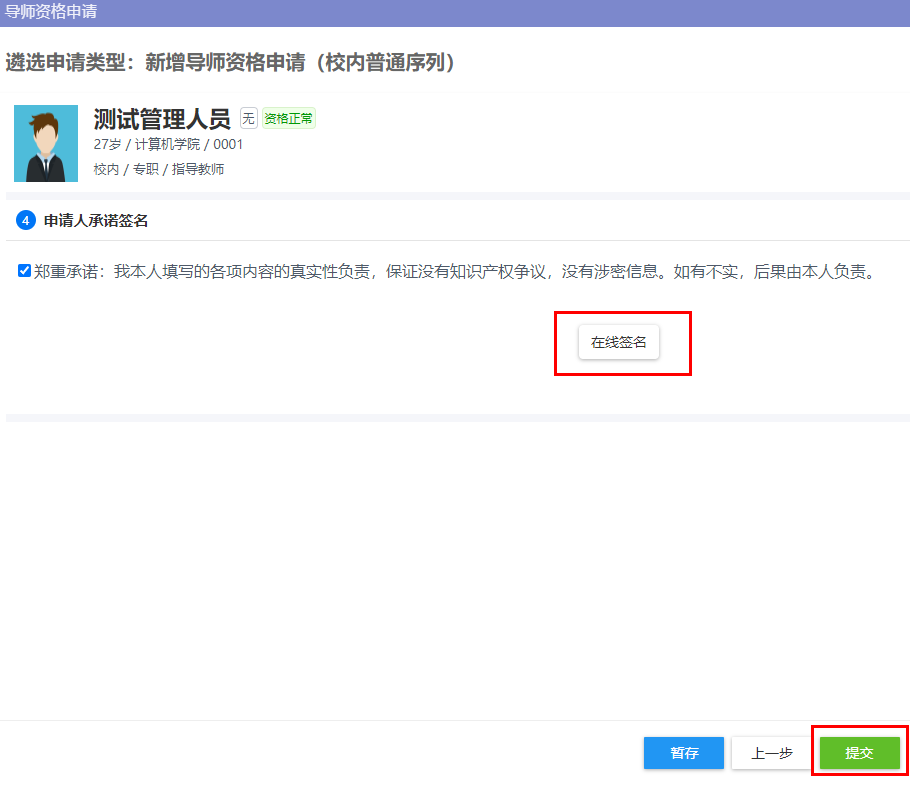 导师资格申请
遴选申请类型：新增导师资格申请（校内普通序列）
测试管理人员 无 资格正常
27岁 / 计算机学院 / 0001
校内 / 专职 / 指导教师
4 申请人承诺签名
郑重承诺：我本人填写的各项内容的真实性负责，保证没有知识产权争议，没有涉密信息。如有不实，后果由本人负责。
在线签名
暂存 上一步 提交